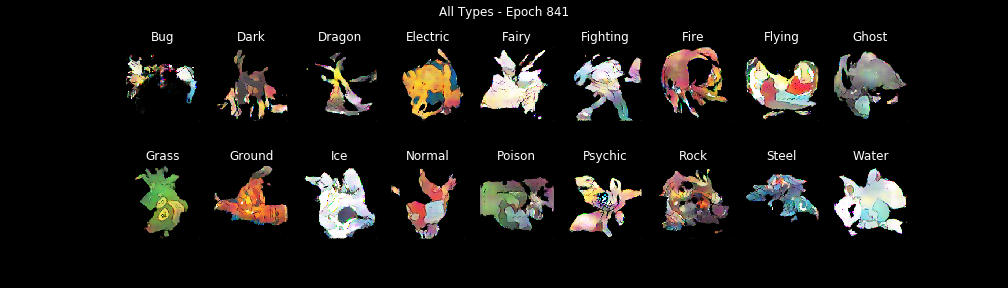 All Types - Epoch 841
Bug Dark Dragon Electric Fairy Fighting Fire Flying Ghost
Grass Ground Ice Normal Poison Psychic Rock Steel Water